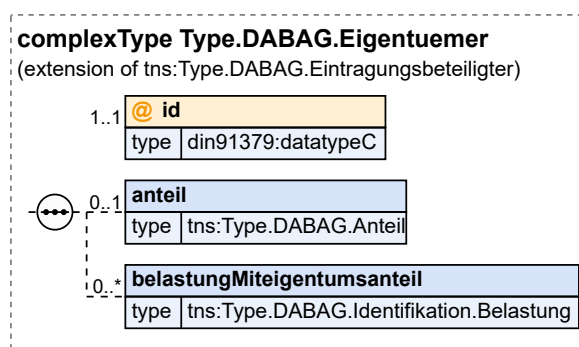 complexType Type.DABAG.Eigentuemer
(extension of tns:Type.DABAG.Eintragungsbeteiligter)
1..1 @ id
type din91379:datatypeC
0..1 anteil
type tns:Type.DABAG.Anteil
0..* belastungMiteigentumsanteil
type tns:Type.DABAG.Identifikation.Belastung